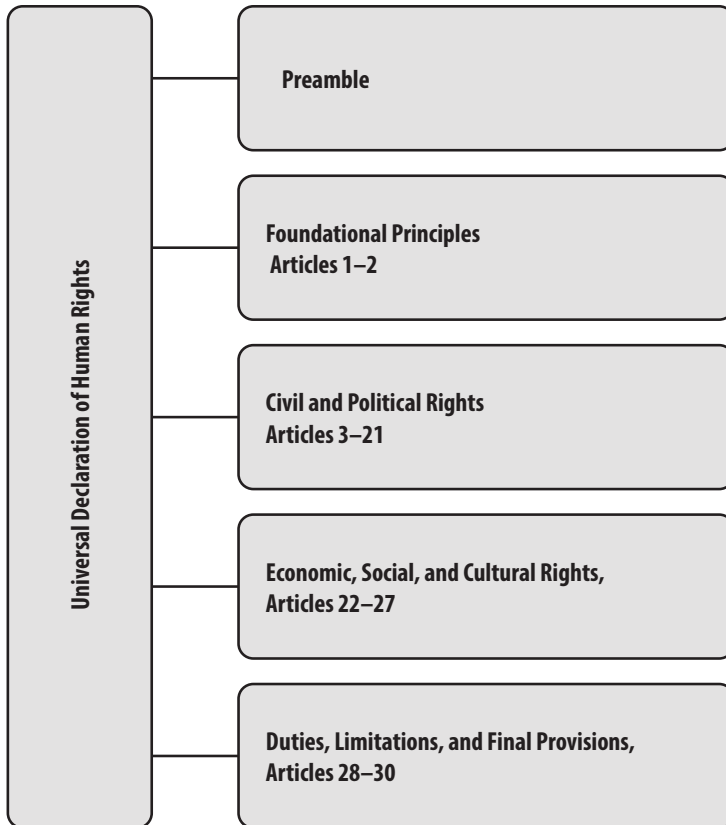 Universal Declaration of Human Rights
Preamble
Foundational Principles
Articles 1–2
Civil and Political Rights
Articles 3–21
Economic, Social, and Cultural Rights,
Articles 22–27
Duties, Limitations, and Final Provisions,
Articles 28–30